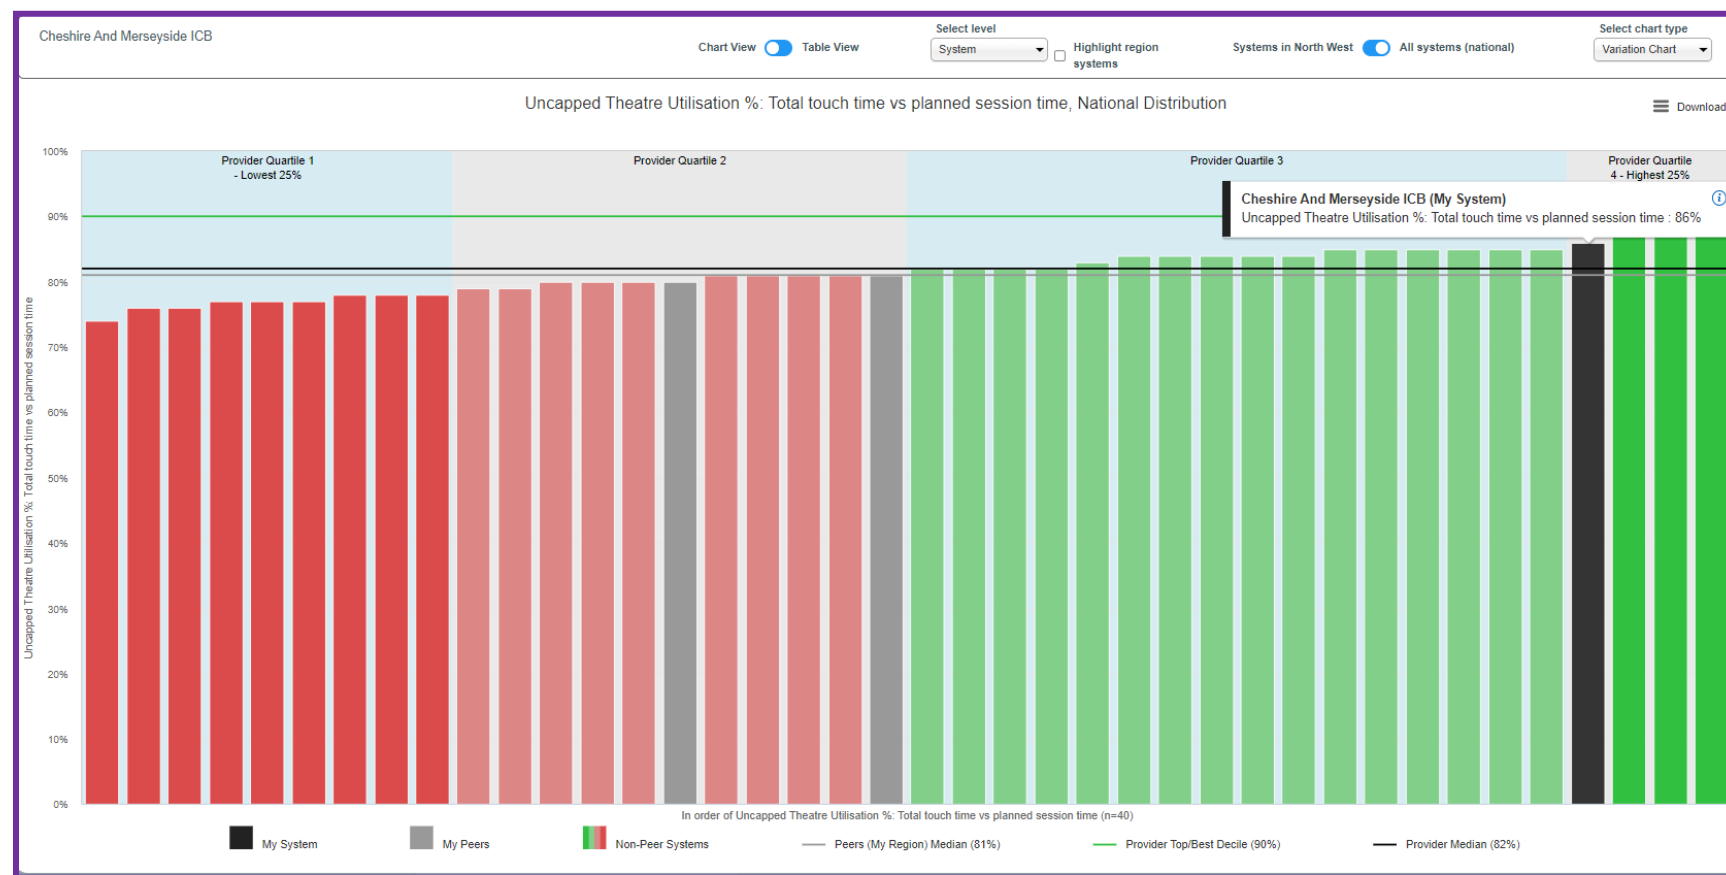 Cheshire And Merseyside ICB
Chart View
Table View
Select level
System
Highlight region
systems
Systems in North West
All systems (national)
Select chart type
Variation Chart
Uncapped Theatre Utilisation %: Total touch time vs planned session time, National Distribution
Download
Provider Quartile 1
- Lowest 25%
Provider Quartile 2
Provider Quartile 3
Provider Quartile
4 - Highest 25%
Cheshire And Merseyside ICB (My System)
Uncapped Theatre Utilisation %: Total touch time vs planned session time : 86%
Uncapped Theatre Utilisation %: Total touch time vs planned session time
100%
90%
80%
70%
60%
50%
40%
30%
20%
10%
0%
In order of Uncapped Theatre Utilisation %: Total touch time vs planned session time (n=40)
My System
My Peers
Non-Peer Systems
Peers (My Region) Median (81%)
Provider Top/Best Decile (90%)
Provider Median (82%)